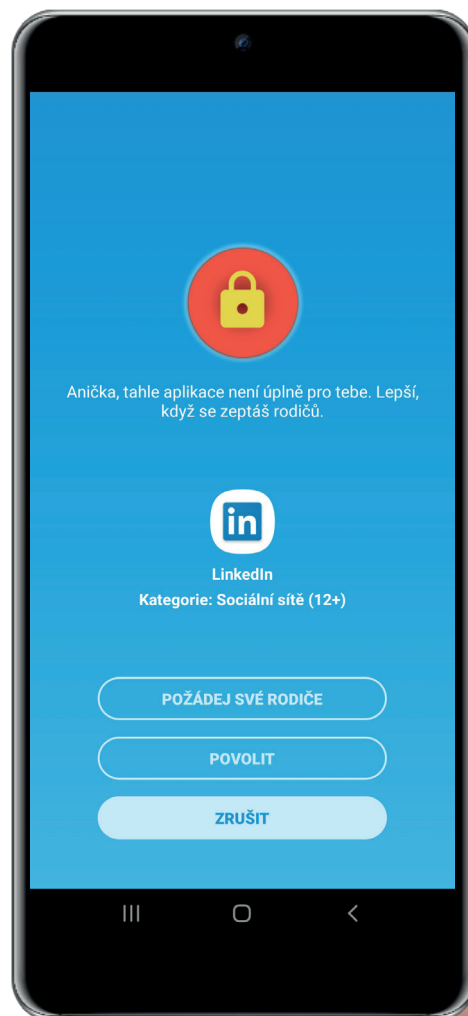 Anička, tahle aplikace není úplně pro tebe. Lepší,
když se zeptáš rodičů.
in
LinkedIn
Kategorie: Sociální sítě (12+)
POŽÁDEJ SVÉ RODIČE
POVOLIT
ZRUŠIT